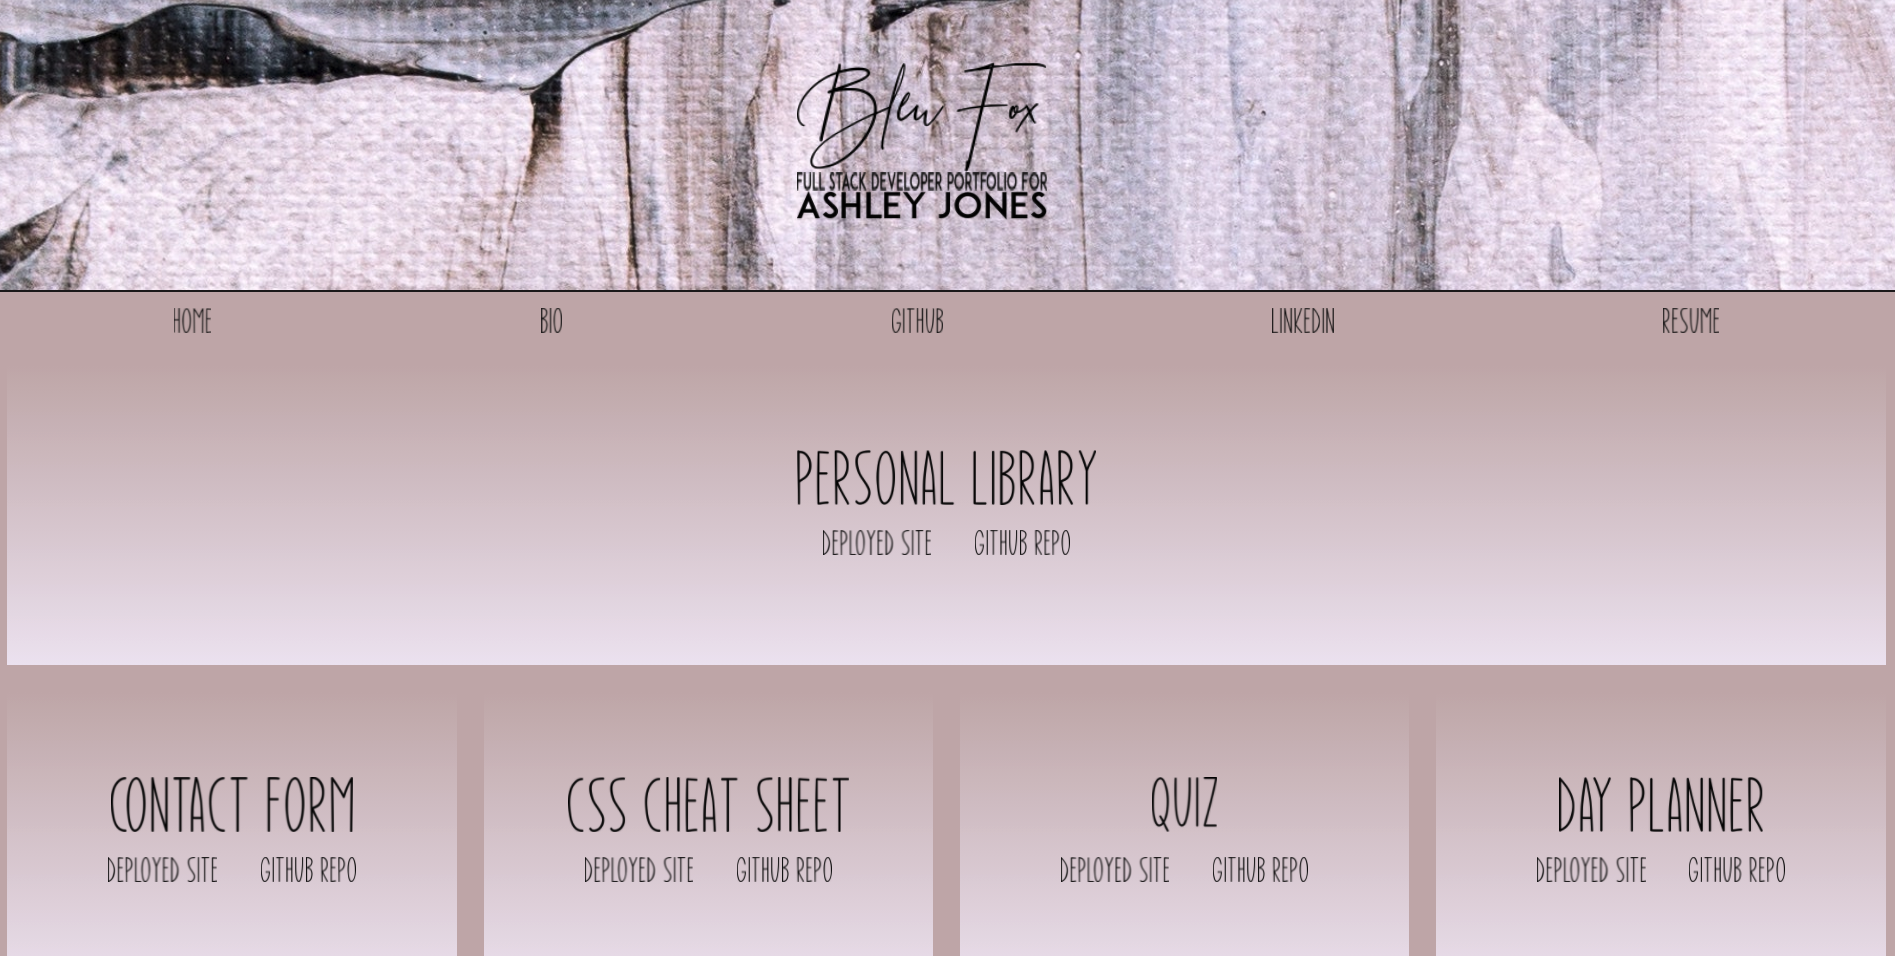 Blew Fox
FULL STACK DEVELOPER PORTFOLIO FOR
ASHLEY JONES
HOME BIO GITHUB LINKEDIN RESUME
PERSONAL LIBRARY
DEPLOYED SITE GITHUB REPO
CONTACT FORM CSS CHEAT SHEET QUIZ DAY PLANNER
DEPLOYED SITE GITHUB REPO DEPLOYED SITE GITHUB REPO DEPLOYED SITE GITHUB REPO DEPLOYED SITE GITHUB REPO